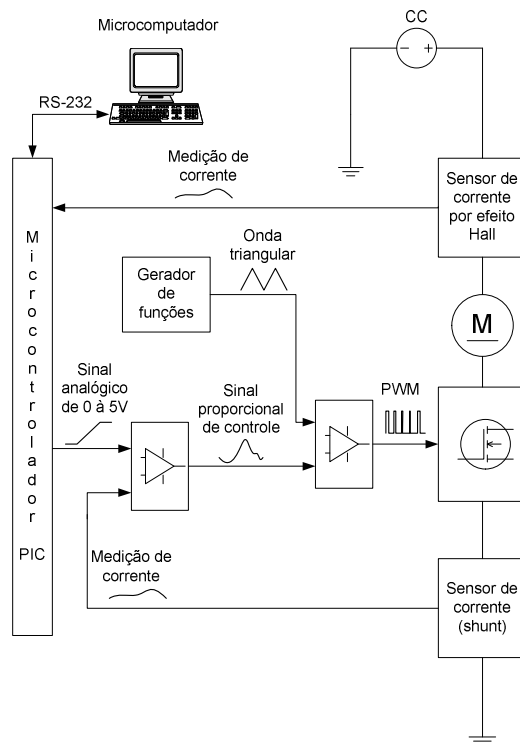 CC
Microcomputador
- +
RS-232
Medição de
corrente
Sensor de
corrente
por efeito
Hall
Microcontrolador
PIC
Onda
triangular
Gerador
de
funções
M
Sinal
analógico
de 0 à 5V
Sinal
proporcional
de controle
PWM
Medição de
corrente
Sensor de
corrente
(shunt)